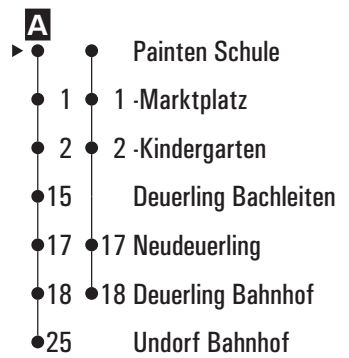 A
Painten Schule
1 1 -Marktplatz
2 2 -Kindergarten
15 Deuerling Bachleiten
17 17 Neudeuerling
18 18 Deuerling Bahnhof
25 Undorf Bahnhof